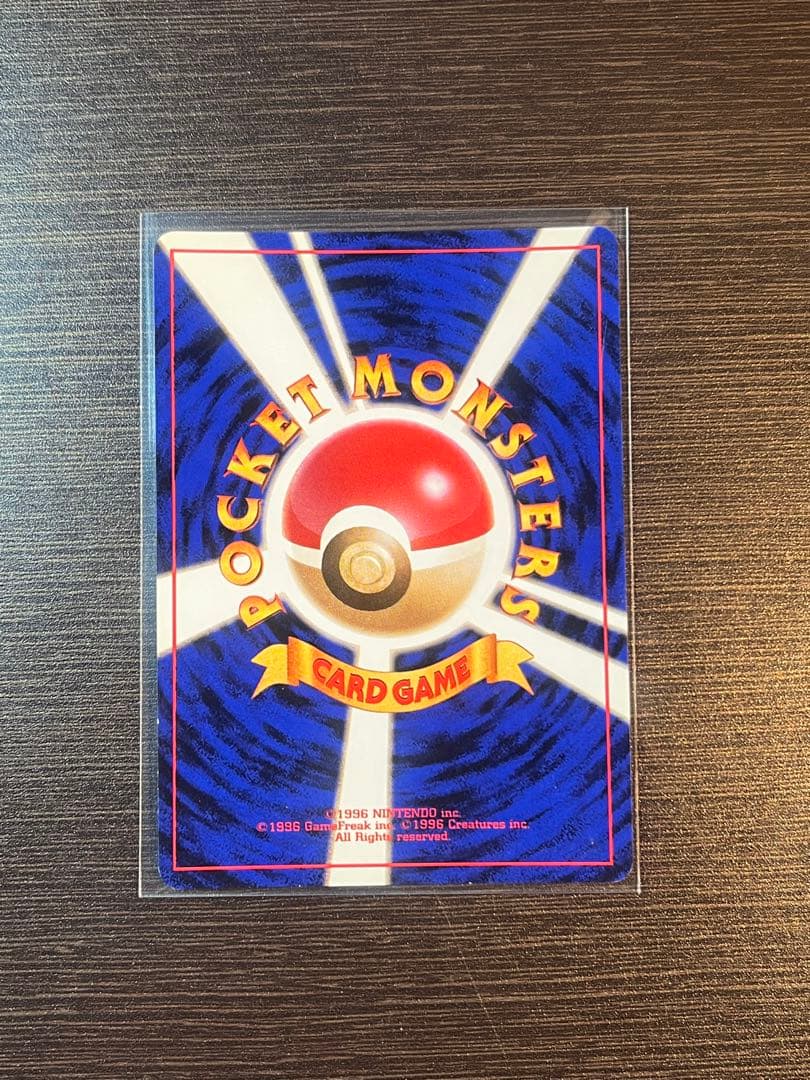 POCKET MONSTERS
CARD GAME
©1996 NINTENDO inc.
©1996 GameFreak inc. ©1996 Creatures inc.
All Rights reserved.